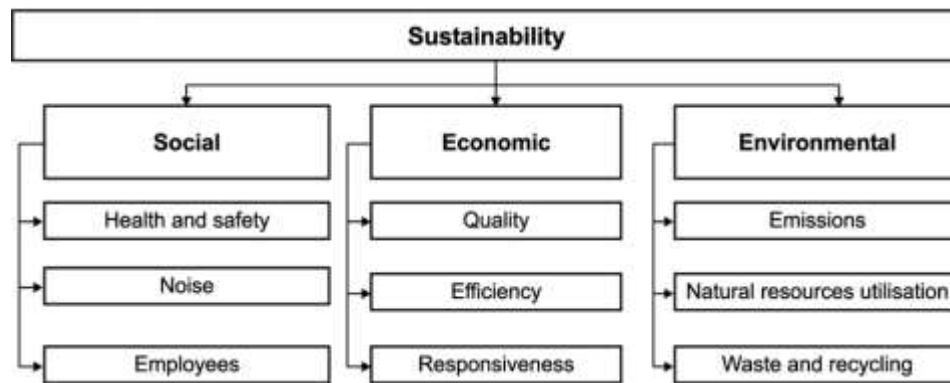 Sustainability
Social
Economic
Environmental
Health and safety
Quality
Emissions
Noise
Efficiency
Natural resources utilisation
Employees
Responsiveness
Waste and recycling